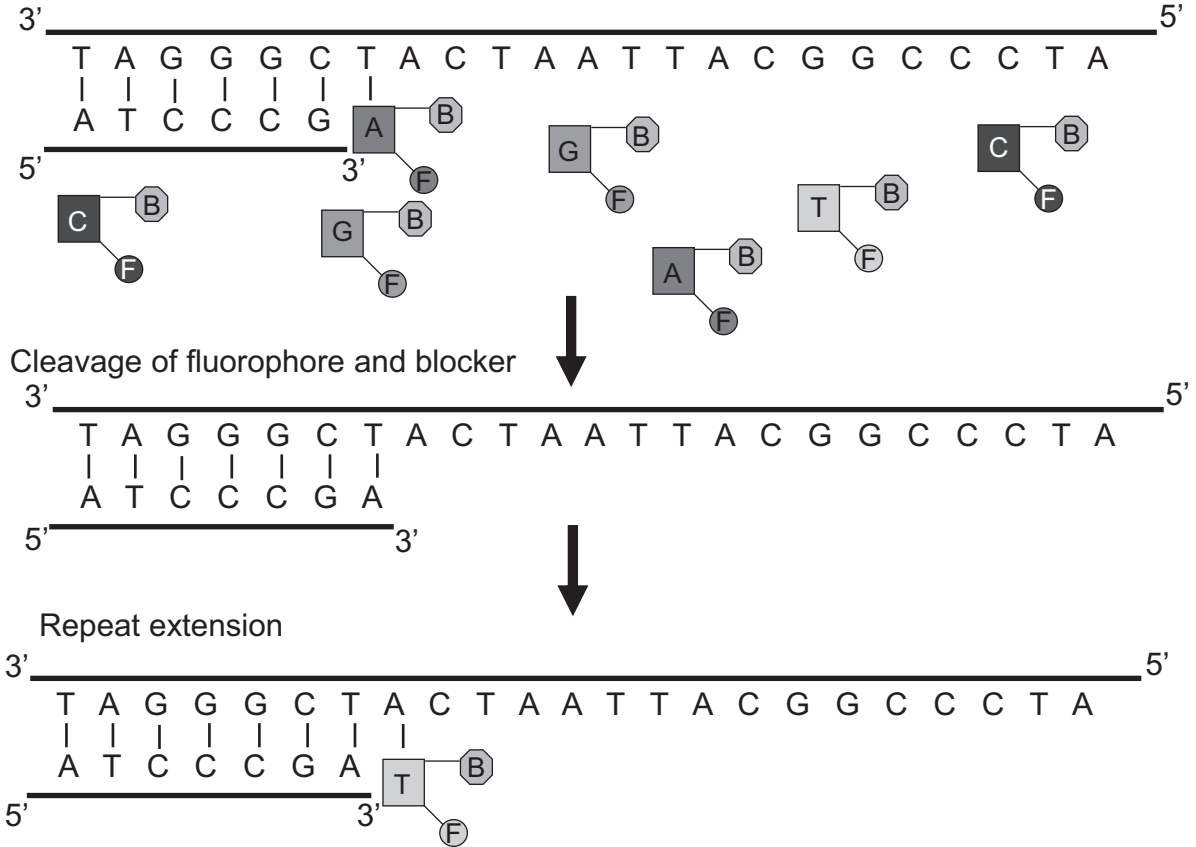 3’ 5’
T A G G G C T A C T A A T T A C G G C C C T A
A T C C C G A B
5’ 3’ F
G B F
C B F
C B F
G B F
T B F
A B F
Cleavage of fluorophore and blocker
3’ 5’
T A G G G C T A C T A A T T A C G G C C C T A
A T C C C G A
5’ 3’
Repeat extension
3’ 5’
T A G G G C T A C T A A T T A C G G C C C T A
A T C C C G A T B
5’ 3’ F